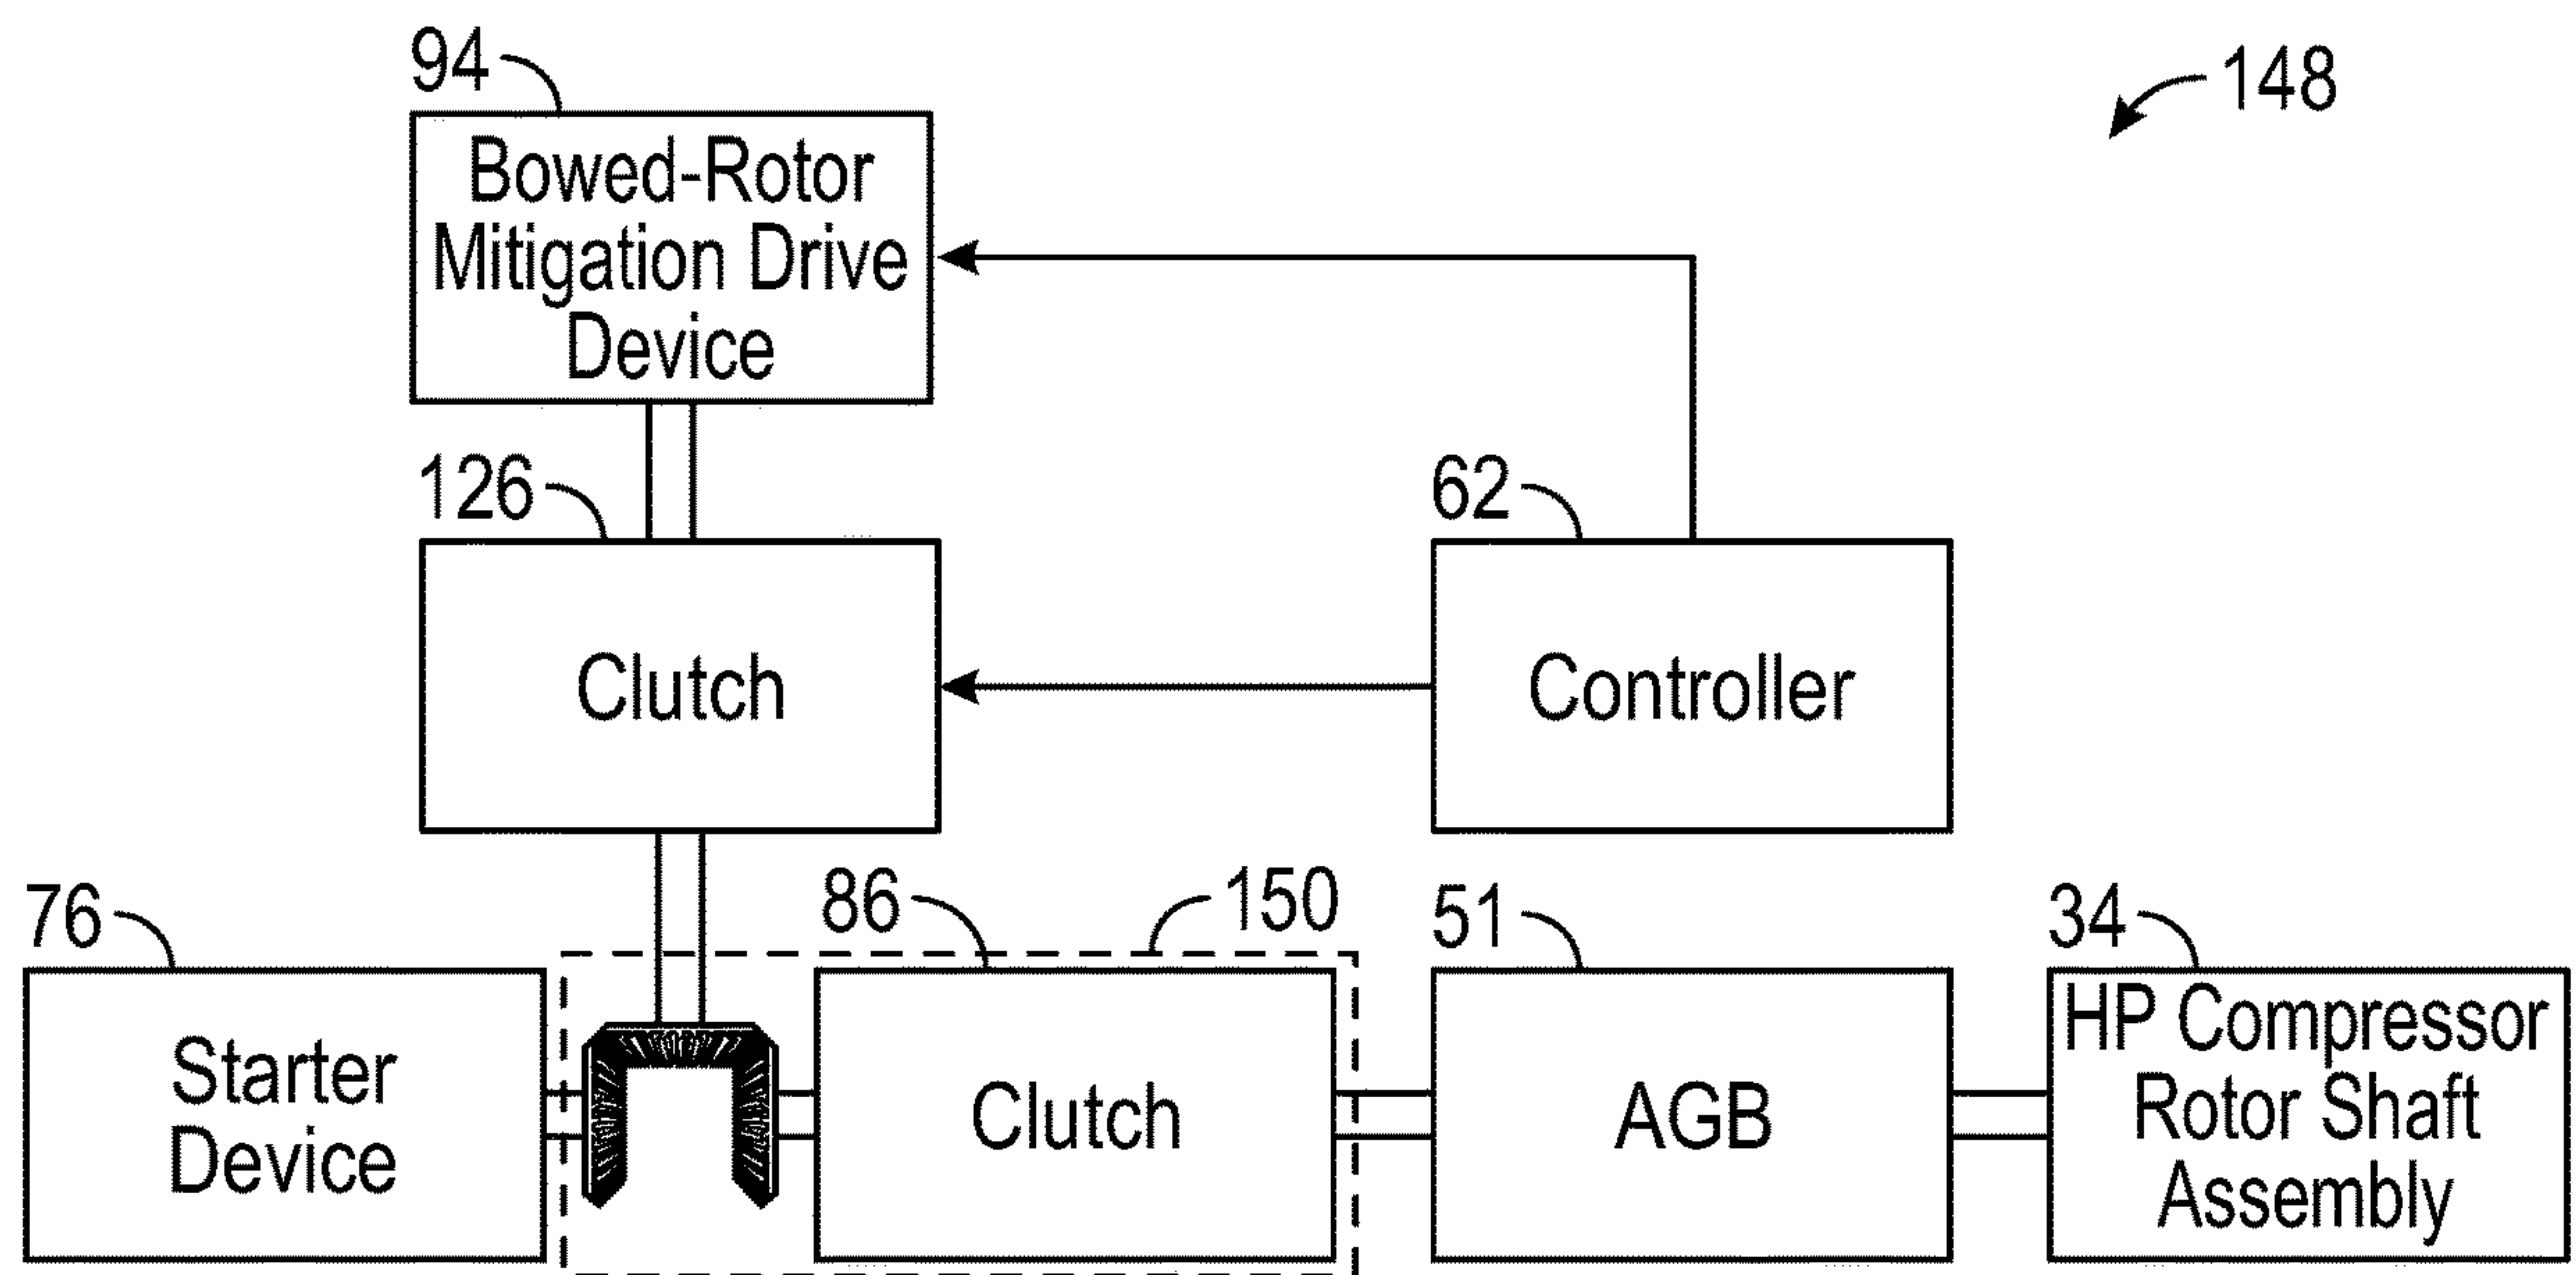 94
148
Bowed-Rotor
Mitigation Drive
Device
126
62
Clutch
Controller
76
86
150
51
34
Starter
Device
Clutch
AGB
HP Compressor
Rotor Shaft
Assembly